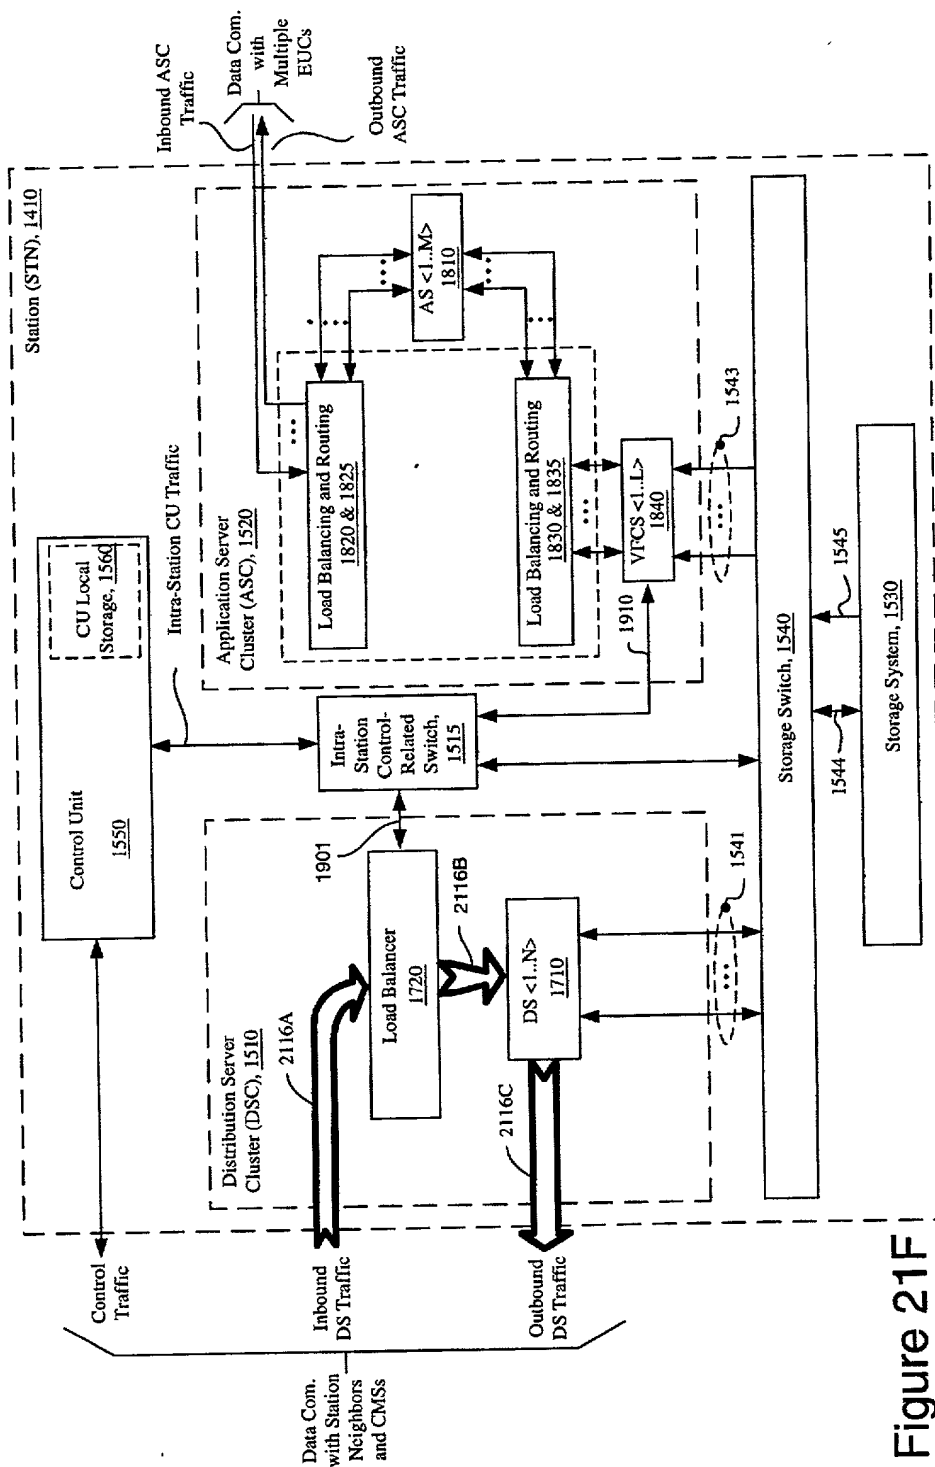 Station (STN), 1410
Control Unit
1550
CU Local
Storage, 1560
Control
Traffic
Intra-Station CU Traffic
Inbound ASC
Traffic
Data Com.
with
Multiple
EUCs
Outbound
ASC Traffic
Data Com.
with Station
Neighbors
and CMSs
Inbound
DS Traffic
Outbound
DS Traffic
Distribution Server
Cluster (DSC), 1510
2116A
Load Balancer
1720
1901
2116B
DS <1..N>
1710
2116C
Intra-
Station
Control-
Related
Switch,
1515
Application Server
Cluster (ASC), 1520
Load Balancing and Routing
1820 & 1825
AS <1..M>
1810
Load Balancing and Routing
1830 & 1835
1910
VFCS <1..L>
1840
1541
1543
Storage Switch, 1540
1544
1545
Storage System, 1530
Figure 21F